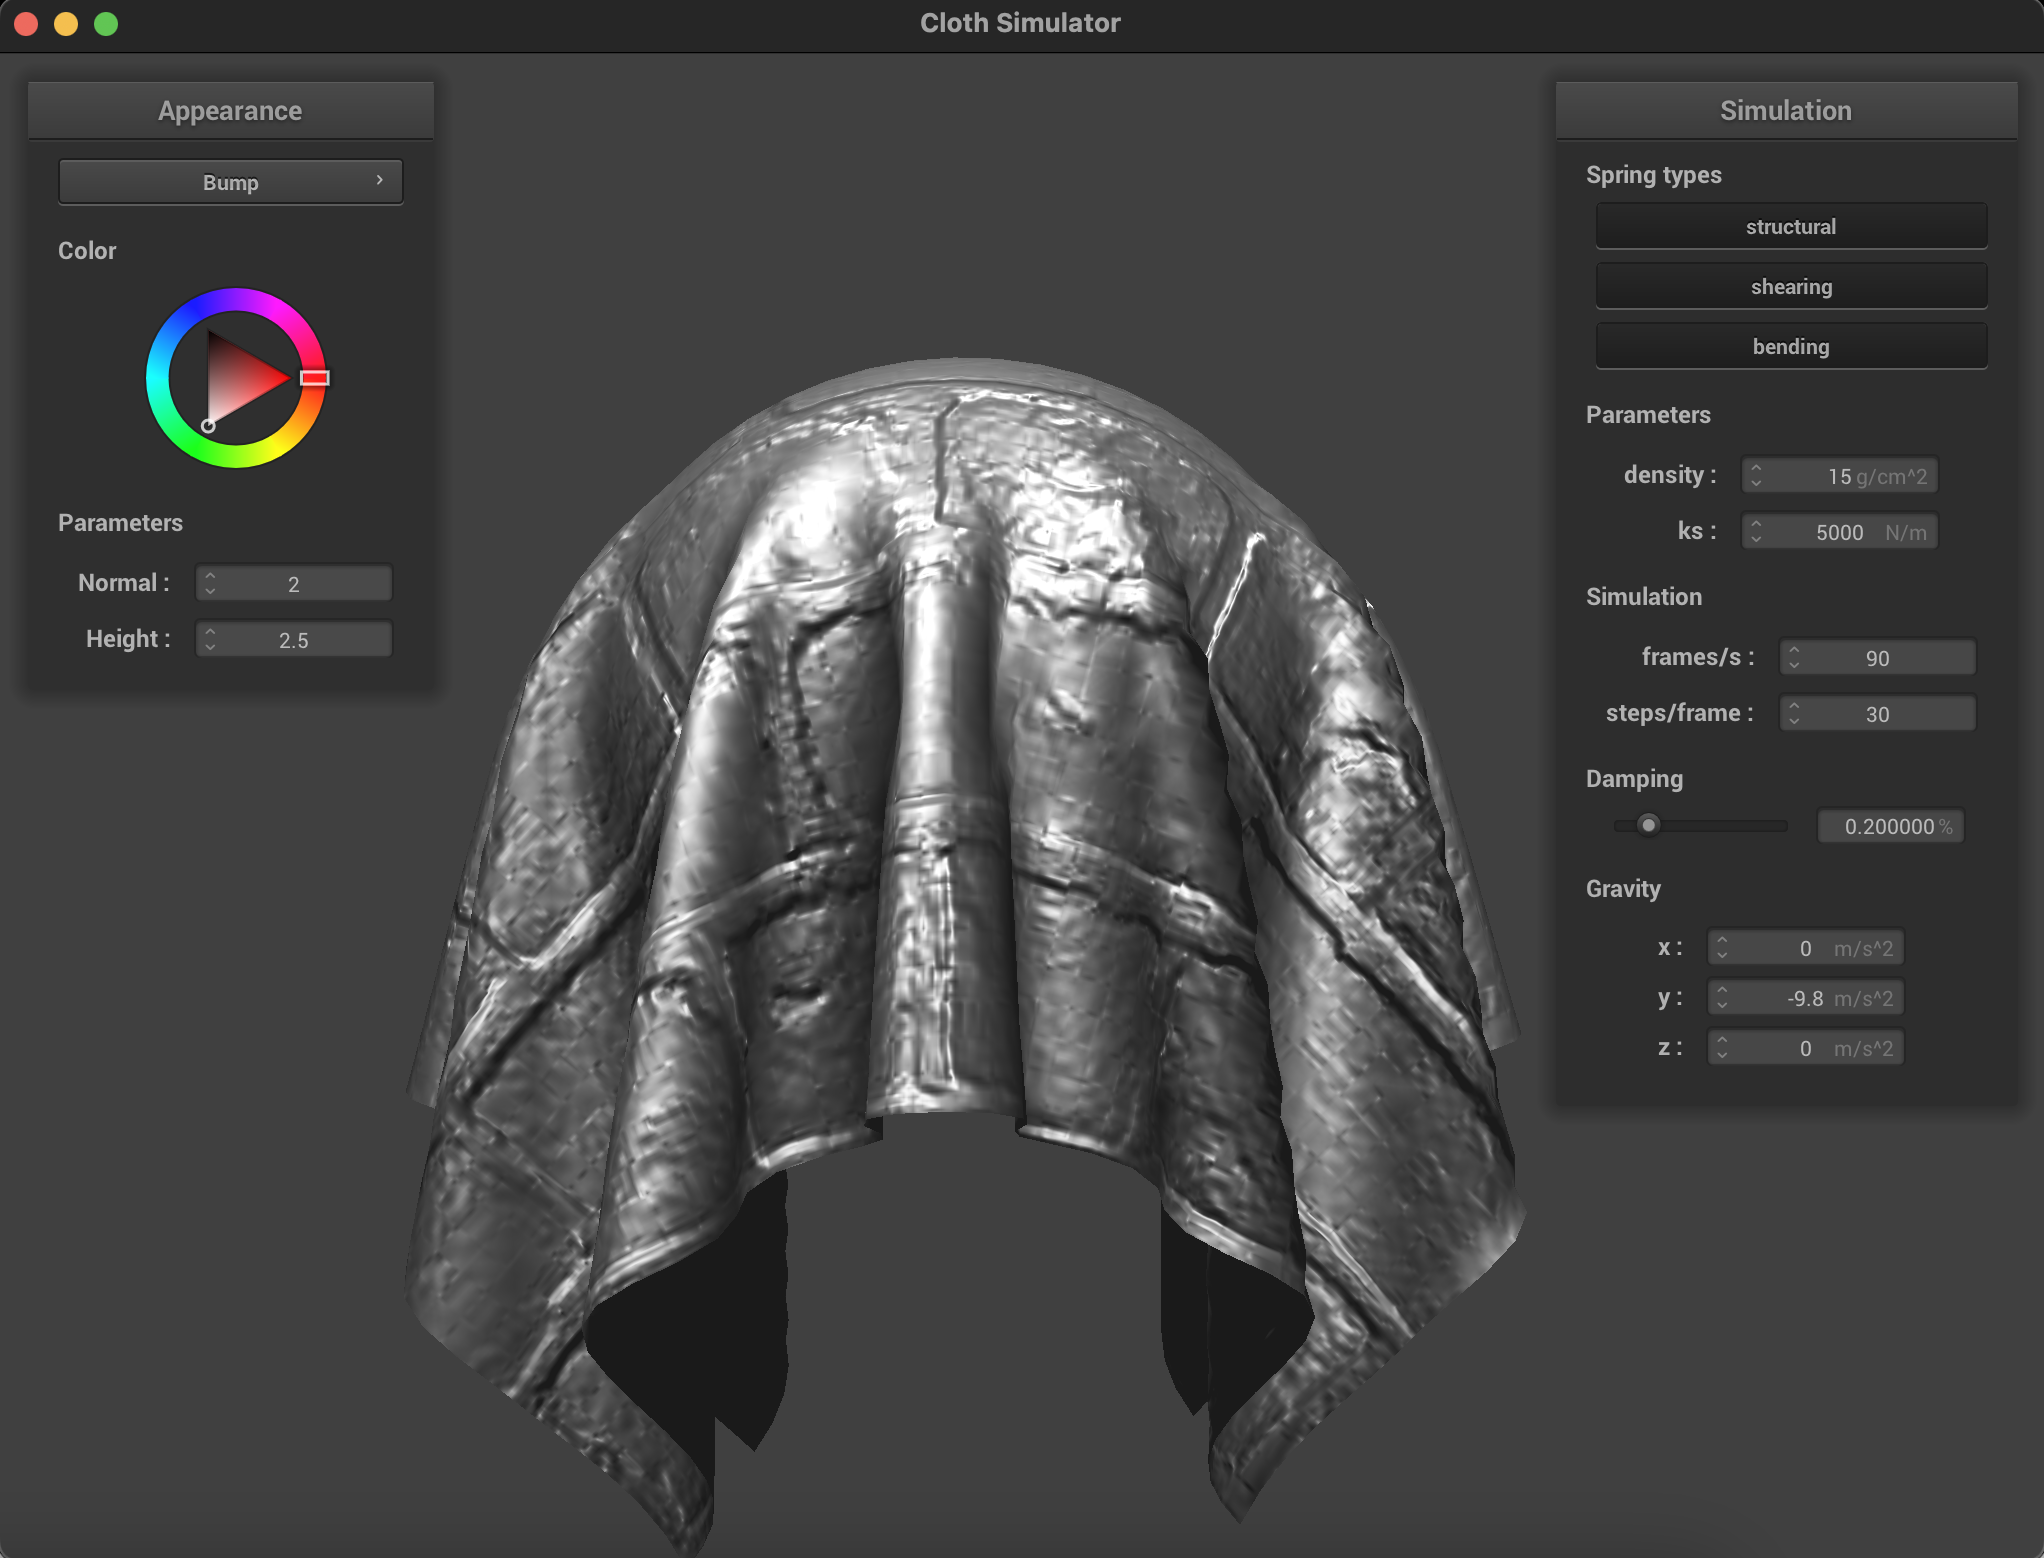 Cloth Simulator
Appearance
Bump
Color
Parameters
Normal : 2
Height : 2.5
Simulation
Spring types
structural
shearing
bending
Parameters
density : 15 g/cm^2
ks : 5000 N/m
Simulation
frames/s : 90
steps/frame : 30
Damping
0.200000 %
Gravity
x : 0 m/s^2
y : -9.8 m/s^2
z : 0 m/s^2